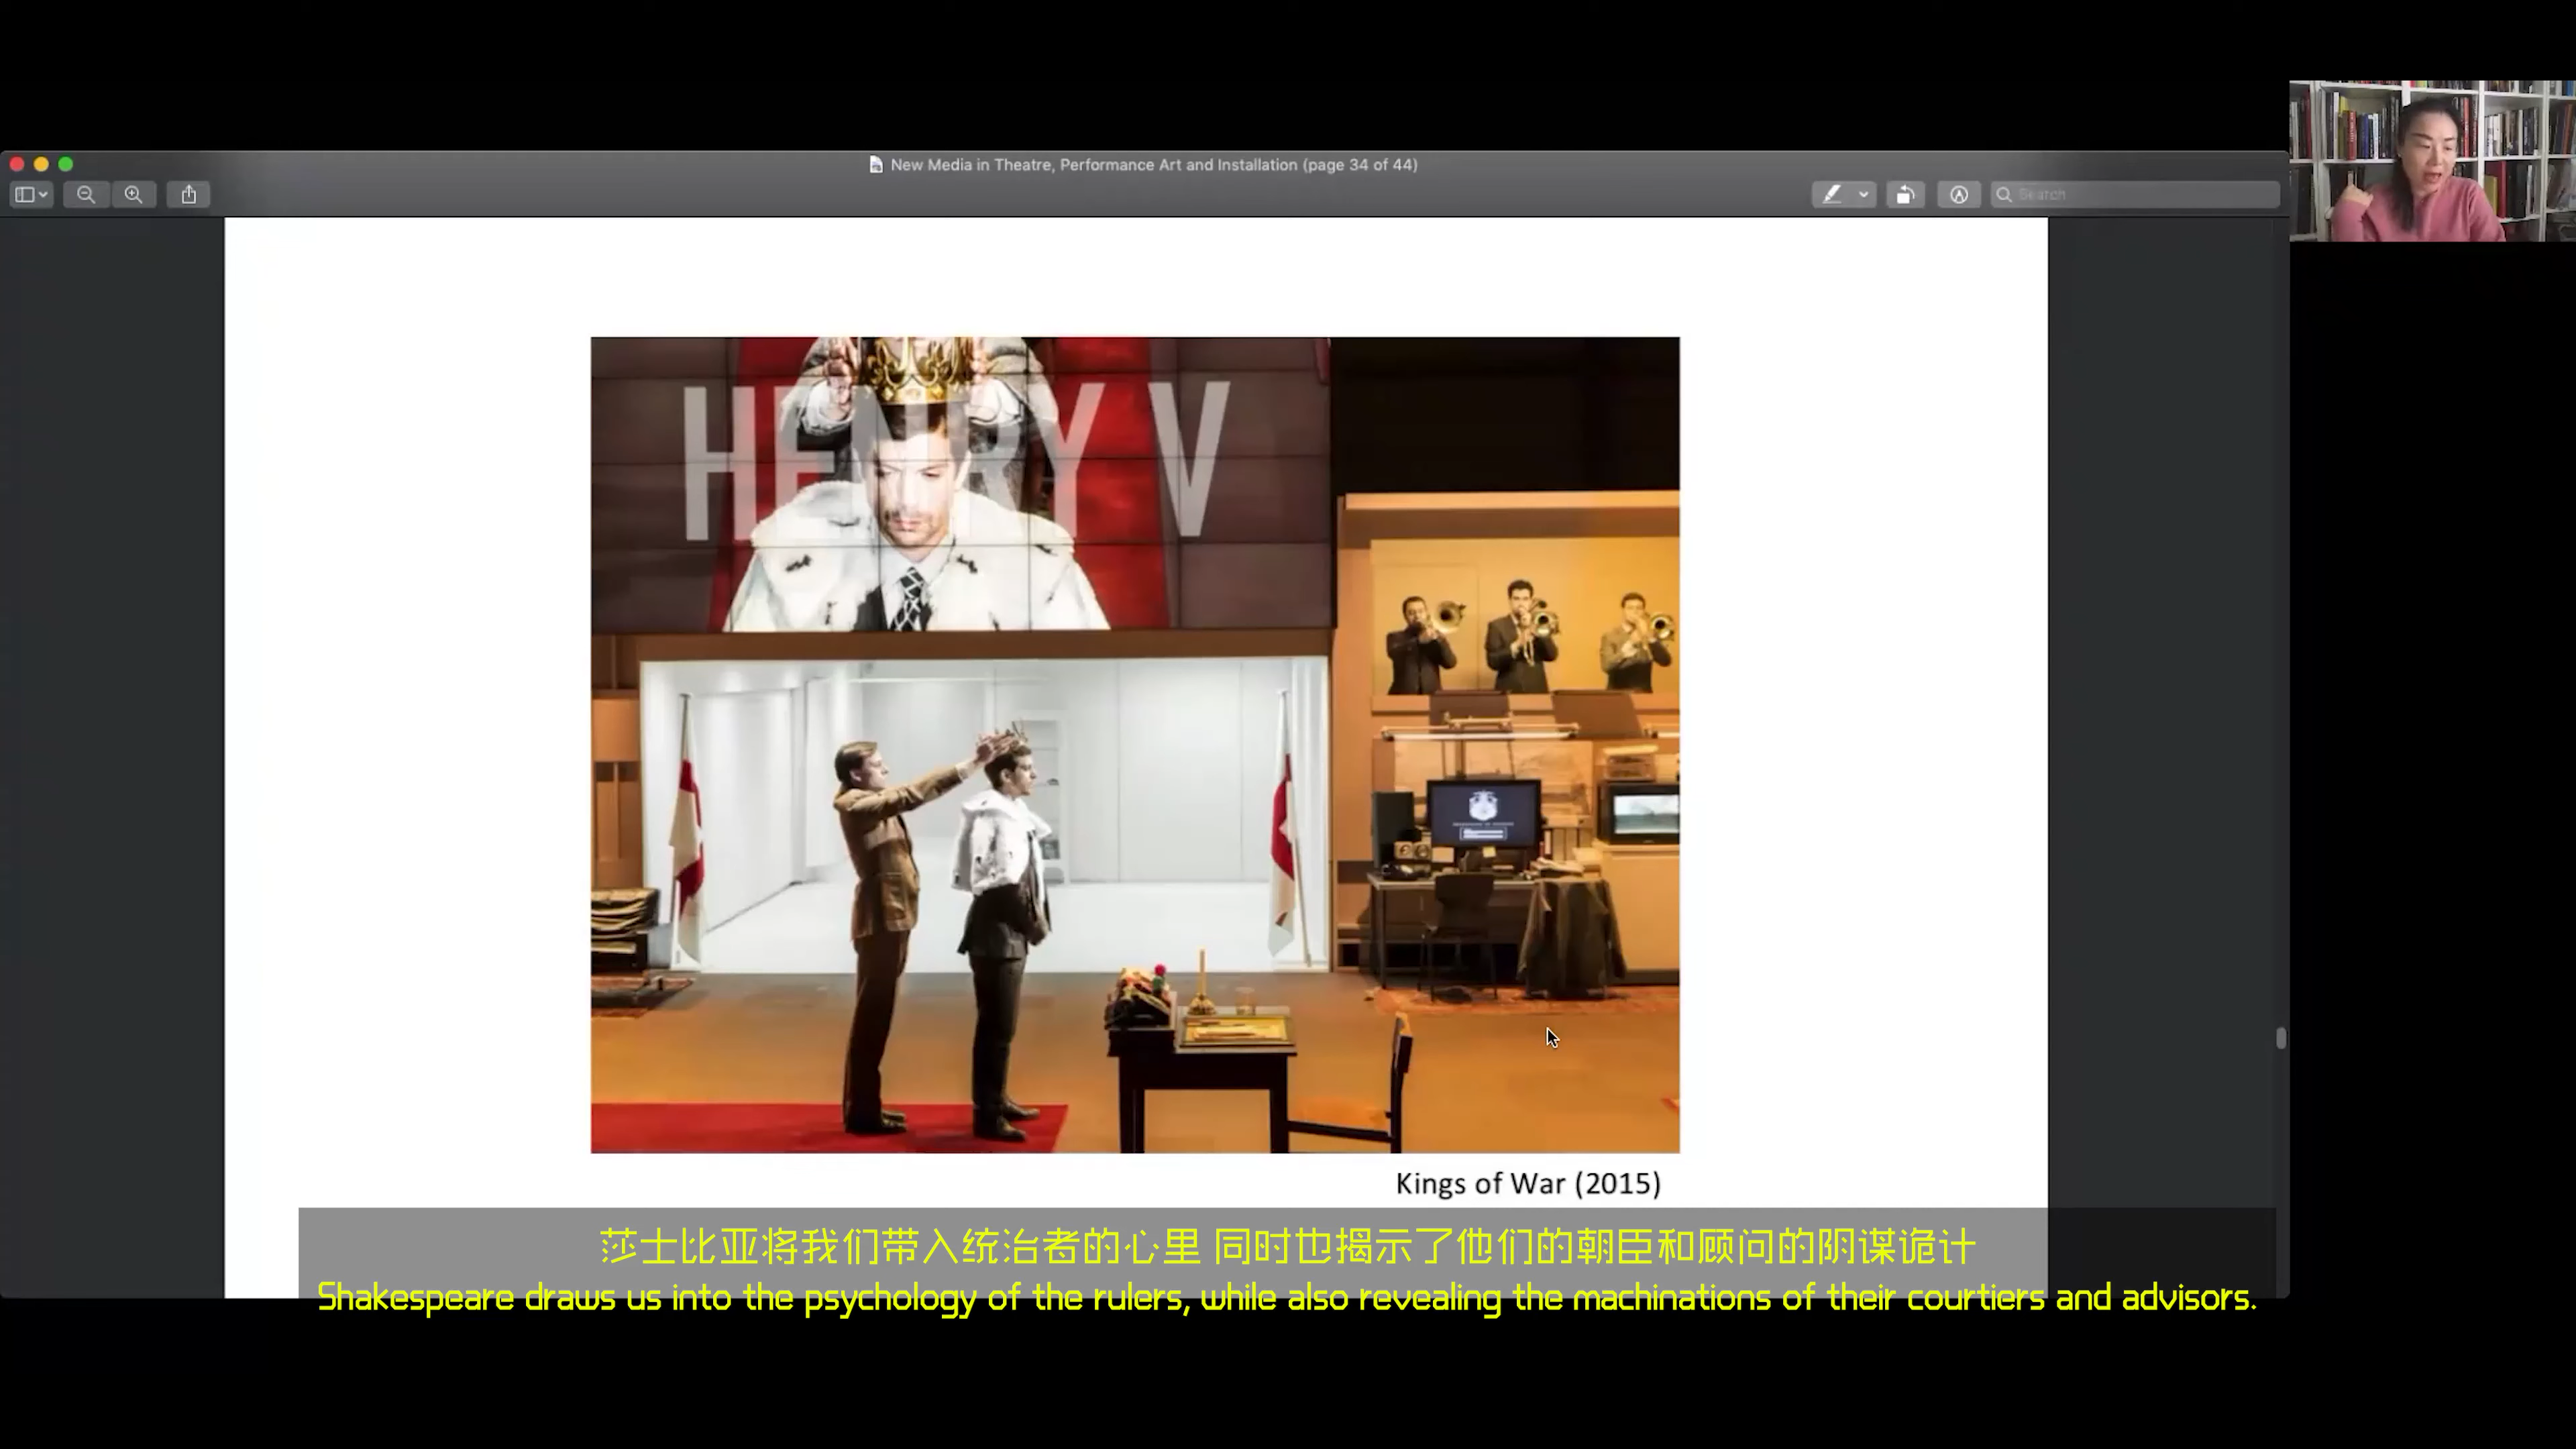 New Media in Theatre, Performance Art and Installation (page 34 of 44)
Search
HENRY V
Kings of War (2015)
莎士比亚将我们带入统治者的心里 同时也揭示了他们的朝臣和顾问的阴谋诡计
Shakespeare draws us into the psychology of the rulers, while also revealing the machinations of their courtiers and advisors.